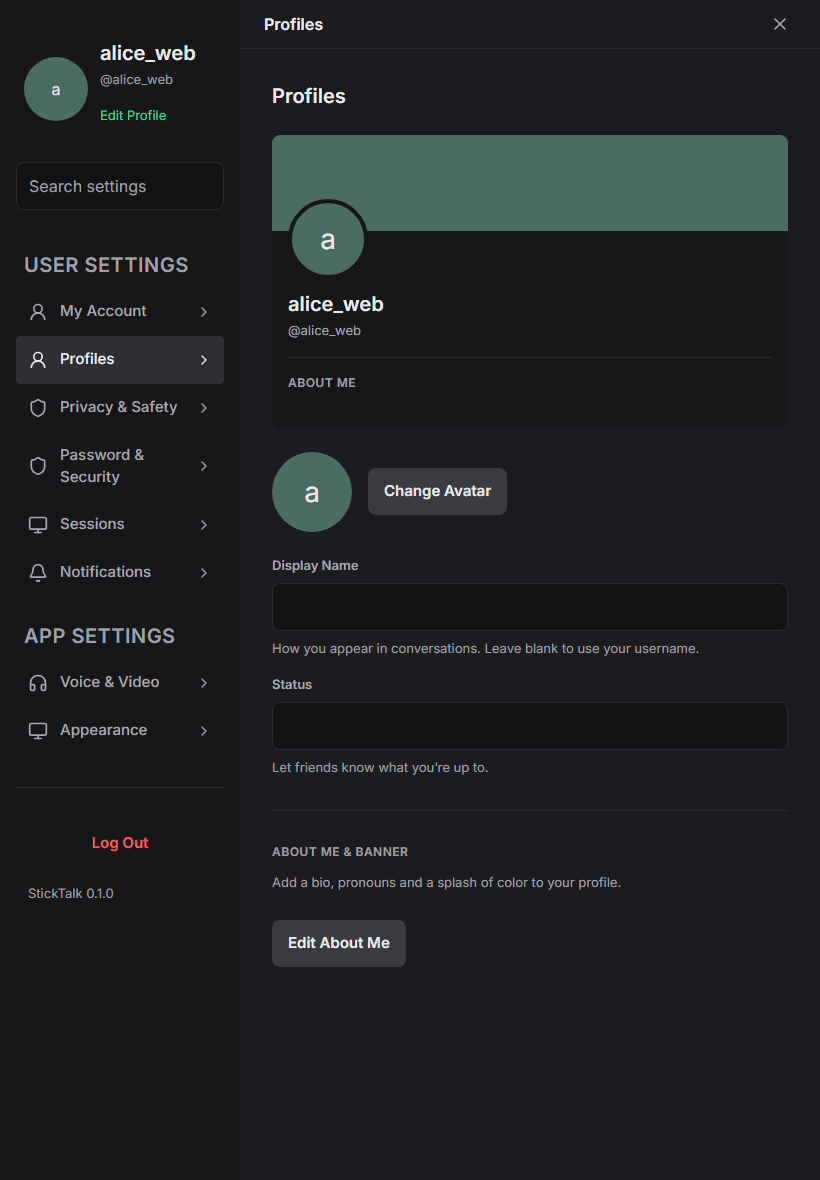 a
alice_web
@alice_web
Edit Profile
Search settings
USER SETTINGS
My Account
Profiles
Privacy & Safety
Password &
Security
Sessions
Notifications
APP SETTINGS
Voice & Video
Appearance
Log Out
StickTalk 0.1.0
Profiles
Profiles
a
alice_web
@alice_web
ABOUT ME
a
Change Avatar
Display Name
How you appear in conversations. Leave blank to use your username.
Status
Let friends know what you’re up to.
ABOUT ME & BANNER
Add a bio, pronouns and a splash of color to your profile.
Edit About Me